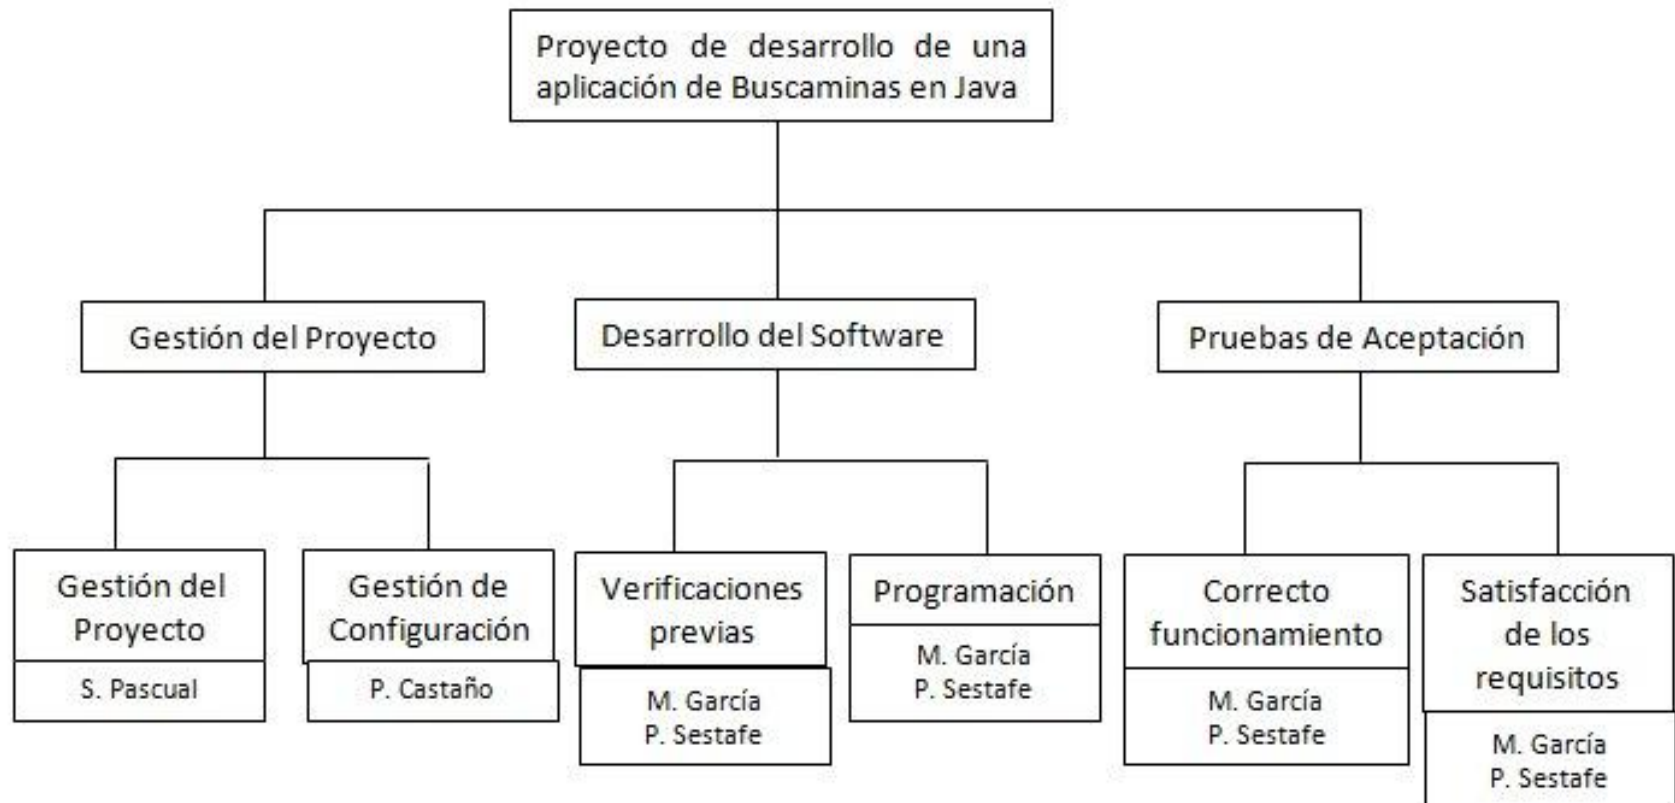 Proyecto de desarrollo de una
aplicación de Buscaminas en Java
Gestión del Proyecto
Desarrollo del Software
Pruebas de Aceptación
Gestión del
Proyecto
S. Pascual
Gestión de
Configuración
P. Castaño
Verificaciones
previas
M. García
P. Sestafe
Programación
M. García
P. Sestafe
Correcto
funcionamiento
M. García
P. Sestafe
Satisfacción
de los
requisitos
M. García
P. Sestafe